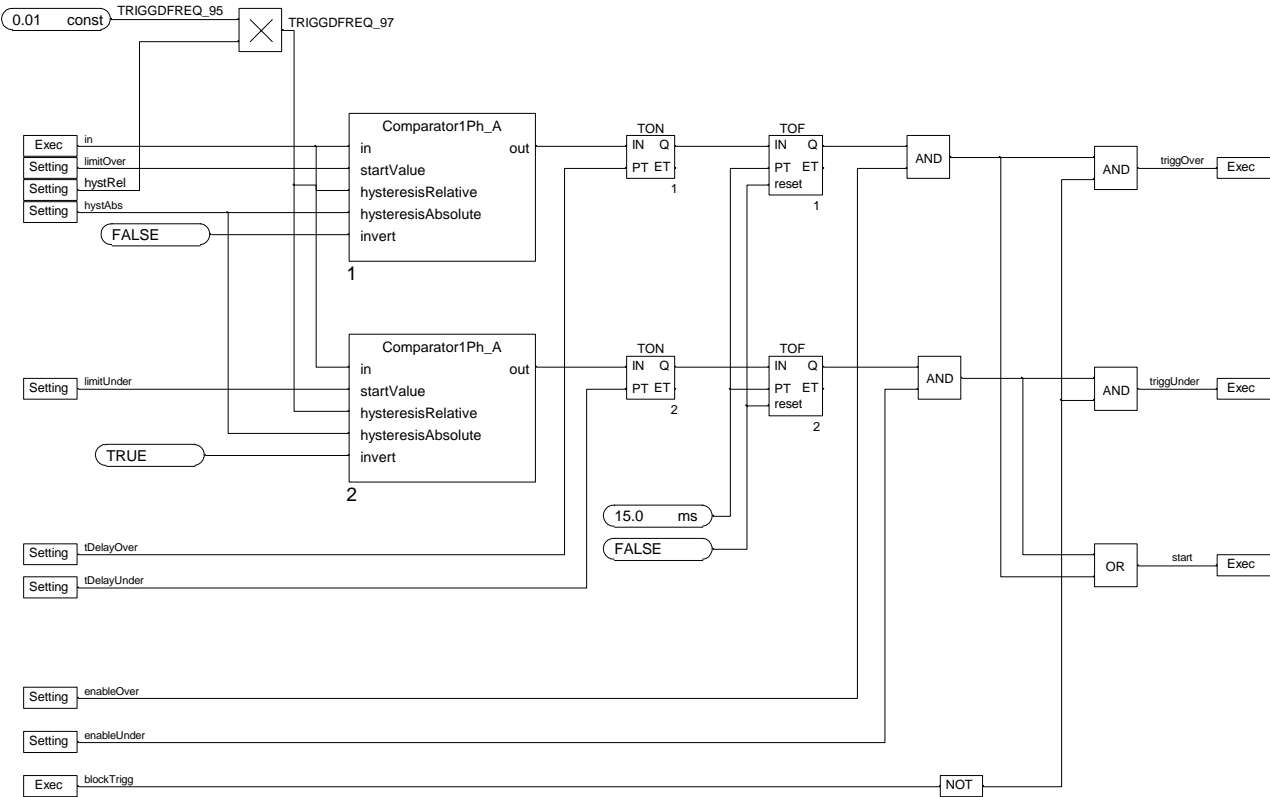 0.01 const
TRIGGDFREQ_95
TRIGGDFREQ_97
Comparator1Ph_A
in
out
startValue
hysteresisRelative
hysteresisAbsolute
invert
1
Exec
in
Setting
limitOver
Setting
hystRel
Setting
hystAbs
FALSE
TON
IN Q
PT ET
1
TOF
IN Q
PT ET
reset
1
AND
AND
triggOver
Exec
Comparator1Ph_A
in
out
startValue
hysteresisRelative
hysteresisAbsolute
invert
2
Setting
limitUnder
TRUE
TON
IN Q
PT ET
2
TOF
IN Q
PT ET
reset
2
AND
AND
triggUnder
Exec
15.0 ms
FALSE
Setting
tDelayOver
Setting
tDelayUnder
OR
start
Exec
Setting
enableOver
Setting
enableUnder
Exec
blockTrigg
NOT